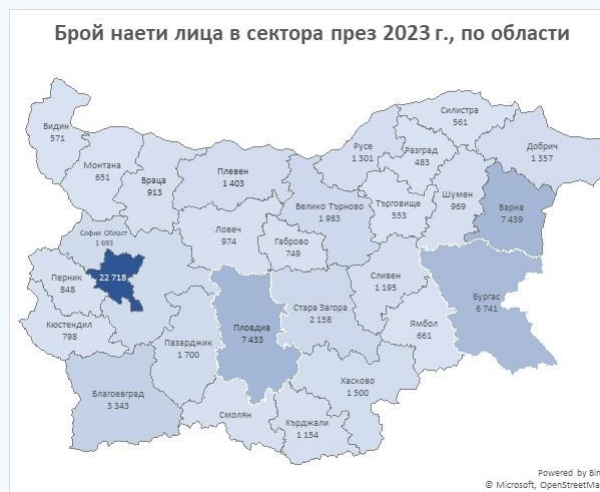 Брой наети лица в сектора през 2023 г., по области
Силистра
561
Видин
571
Добрич
1 357
Русе
1 301
Разград
483
Монтана
651
Враца
913
Плевен
1 403
Шумен
969
Търговище
553
Велико Търново
1 983
Варна
7 439
София Област
1 693
Ловеч
974
Габрово
749
22 718
Перник
848
Сливен
1 195
Бургас
6 741
Стара Загора
2 158
Кюстендил
798
Пловдив
7 433
Ямбол
661
Пазарджик
1 700
Хасково
1 500
Благоевград
3 343
Смолян
Кърджали
1 154
Powered by Bin
© Microsoft, OpenStreetMa